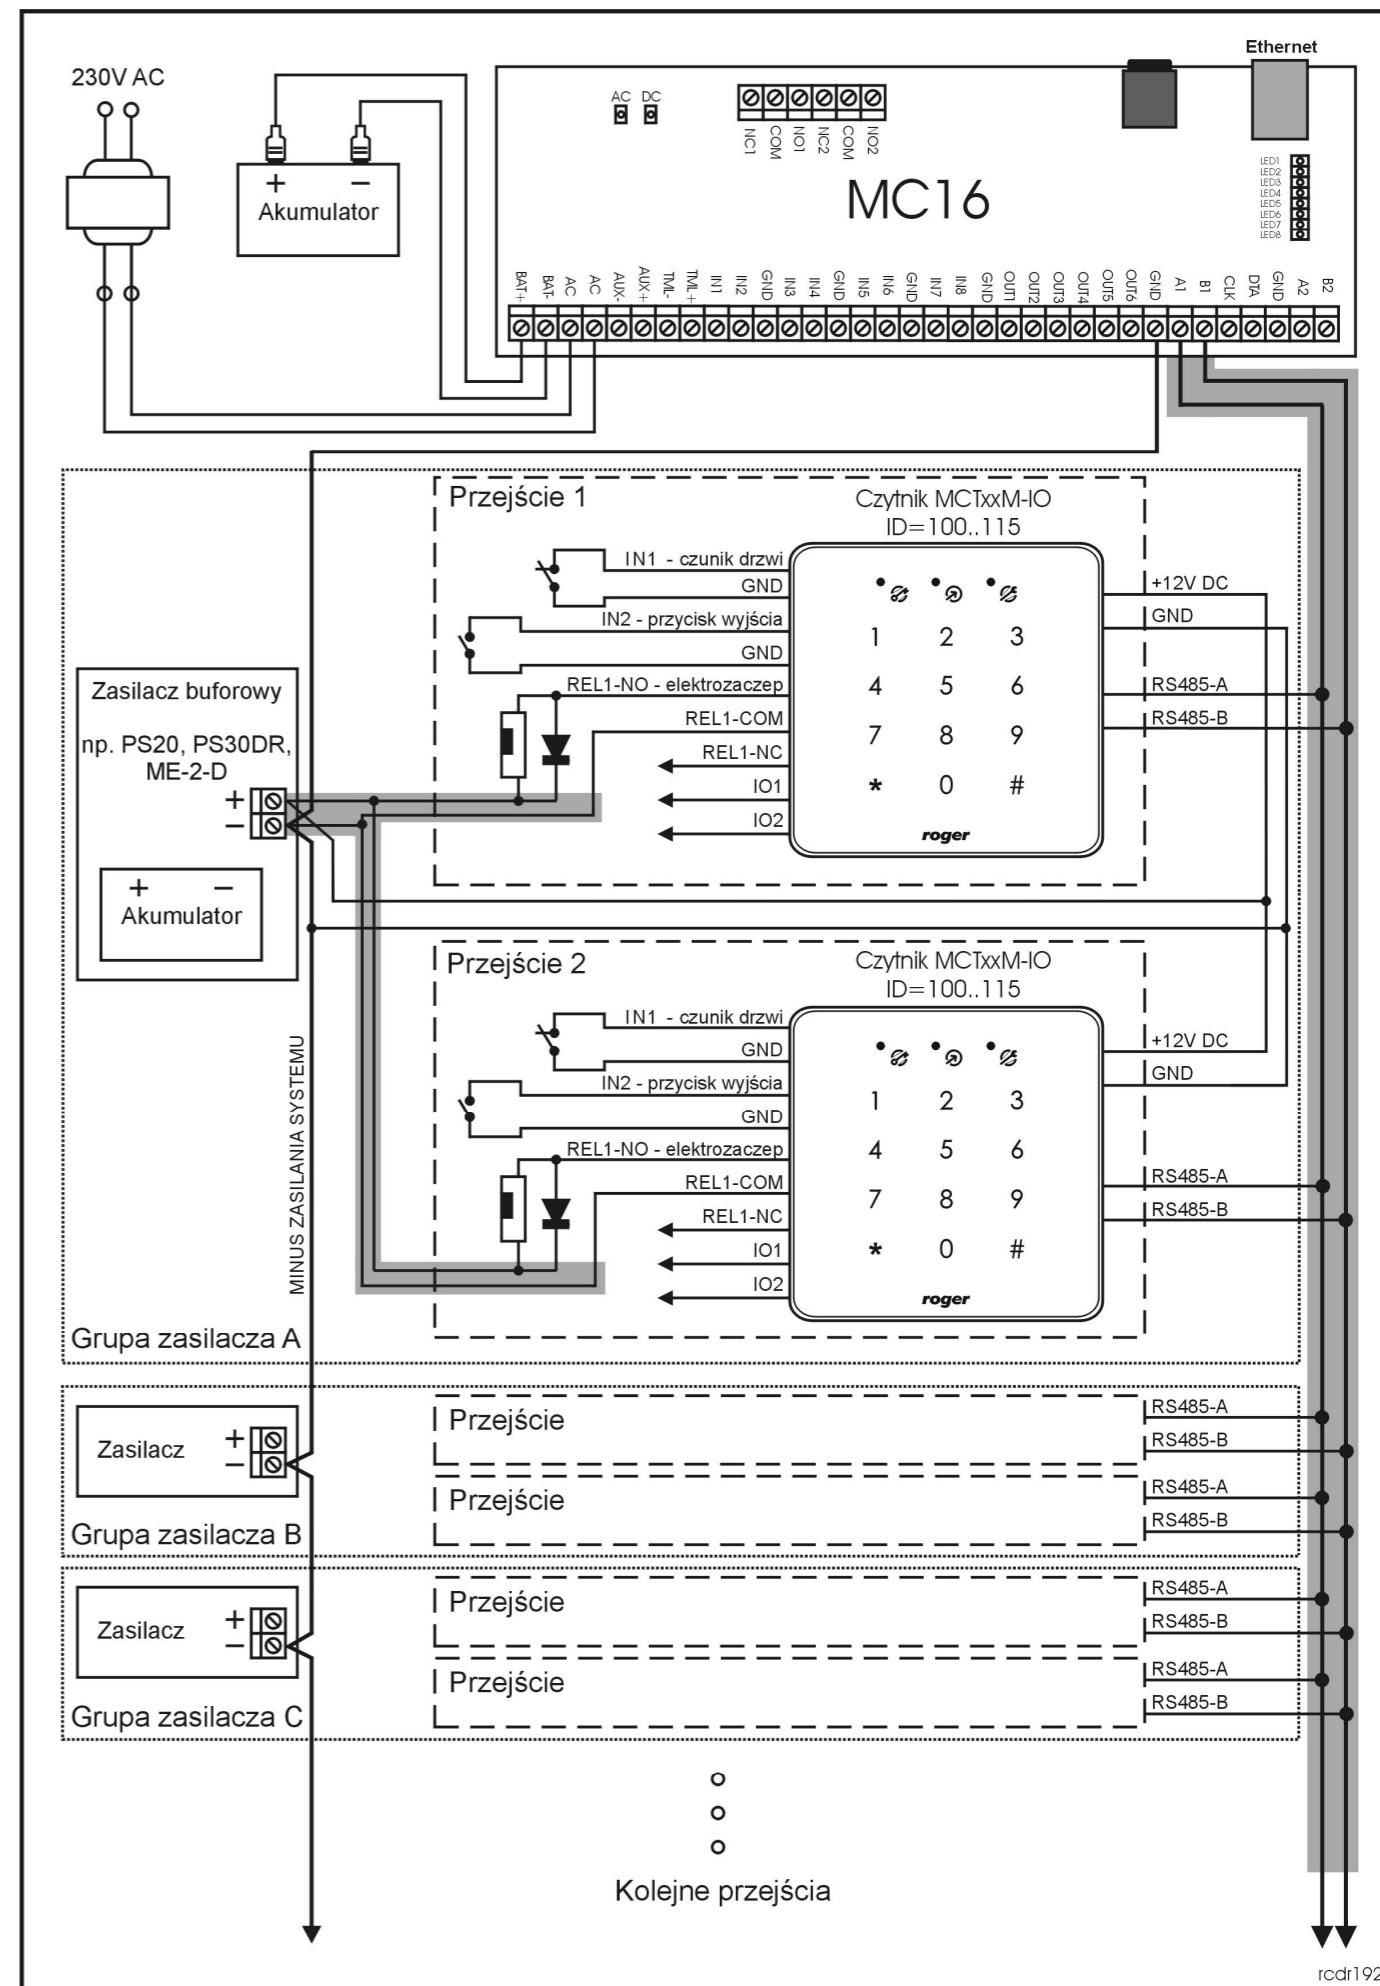 Ethernet
230V AC
AC DC
NC1 COM NO1 NC2 COM NO2
MC16
LED1
LED2
LED3
LED4
LED5
LED6
LED7
LED8
+ −
Akumulator
BAT+ BAT- AC AC AUX- AUX+ TML- TML+ IN1 IN2 GND IN3 IN4 GND IN5 IN6 GND IN7 IN8 GND OUT1 OUT2 OUT3 OUT4 OUT5 OUT6 GND A1 B1 CLK DTA GND A2 B2
Przejście 1
Czytnik MCTxxM-IO
ID=100..115
IN1 - czunik drzwi
GND
IN2 - przycisk wyjścia
GND
REL1-NO - elektrozaczep
REL1-COM
REL1-NC
IO1
IO2
1 2 3
4 5 6
7 8 9
* 0 #
roger
+12V DC
GND
RS485-A
RS485-B
Zasilacz buforowy
np. PS20, PS30DR,
ME-2-D
+
−
+ −
Akumulator
MINUS ZASILANIA SYSTEMU
Przejście 2
Czytnik MCTxxM-IO
ID=100..115
IN1 - czunik drzwi
GND
IN2 - przycisk wyjścia
GND
REL1-NO - elektrozaczep
REL1-COM
REL1-NC
IO1
IO2
1 2 3
4 5 6
7 8 9
* 0 #
roger
+12V DC
GND
RS485-A
RS485-B
Grupa zasilacza A
Zasilacz
+
−
Przejście
RS485-A
RS485-B
Przejście
RS485-A
RS485-B
Grupa zasilacza B
Zasilacz
+
−
Przejście
RS485-A
RS485-B
Przejście
RS485-A
RS485-B
Grupa zasilacza C
Kolejne przejścia
rcdr192